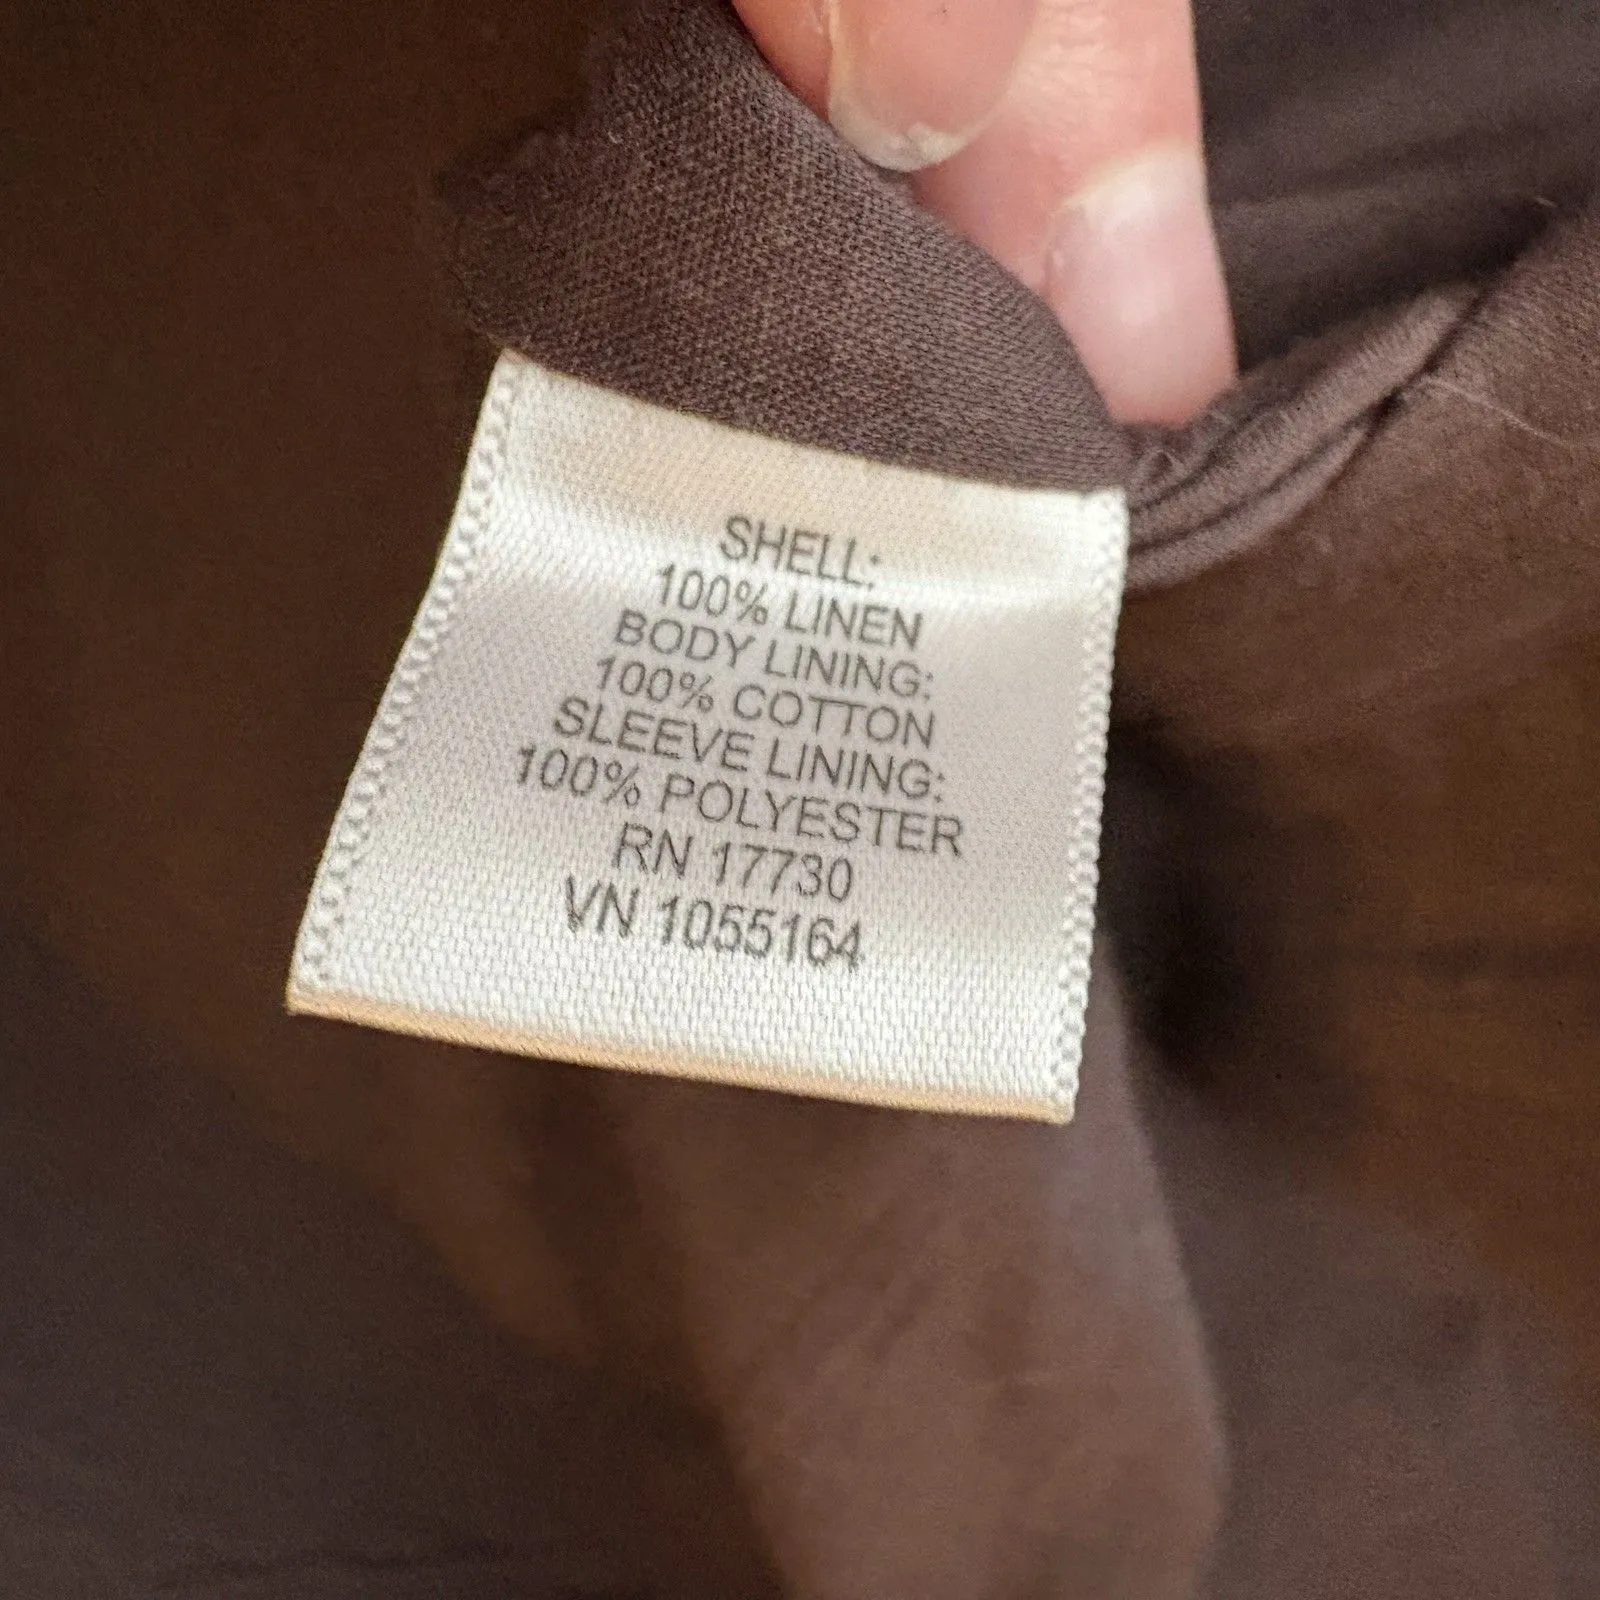 SHELL:
100% LINEN
BODY LINING:
100% COTTON
SLEEVE LINING:
100% POLYESTER
RN 17730
VN 1055164